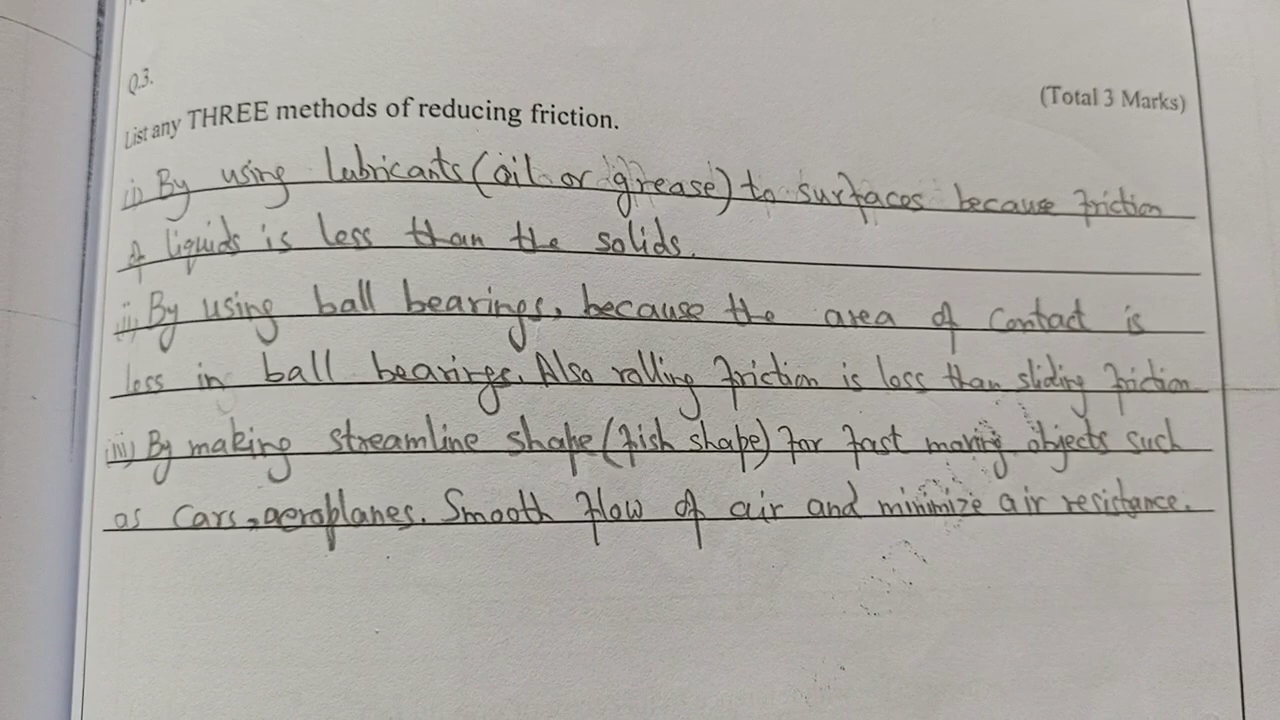 Q.3.
(Total 3 Marks)
List any THREE methods of reducing friction.
i) By using lubricants (oil or grease) to surfaces because friction
of liquids is less than the solids.
ii) By using ball bearings, because the area of contact is
less in ball bearings. Also rolling friction is less than sliding friction
iii) By making streamline shape (fish shape) for fast moving objects such
as cars, aeroplanes. Smooth flow of air and minimize air resistance.